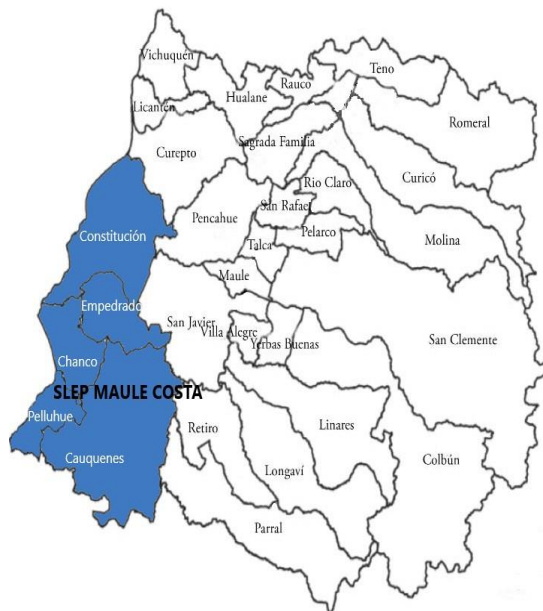 Vichuquén
Teno
Rauco
Hualane
Licantén
Romeral
Sagrada Familia
Curepto
Rio Claro
Curicó
San Rafael
Pencahue
Constitución
Pelarco
Talca
Molina
Maule
Empedrado
San Javier
Villa Alegre
Yerbas Buenas
San Clemente
Chanco
SLEP MAULE COSTA
Pelluhue
Retiro
Linares
Cauquenes
Longaví
Colbún
Parral